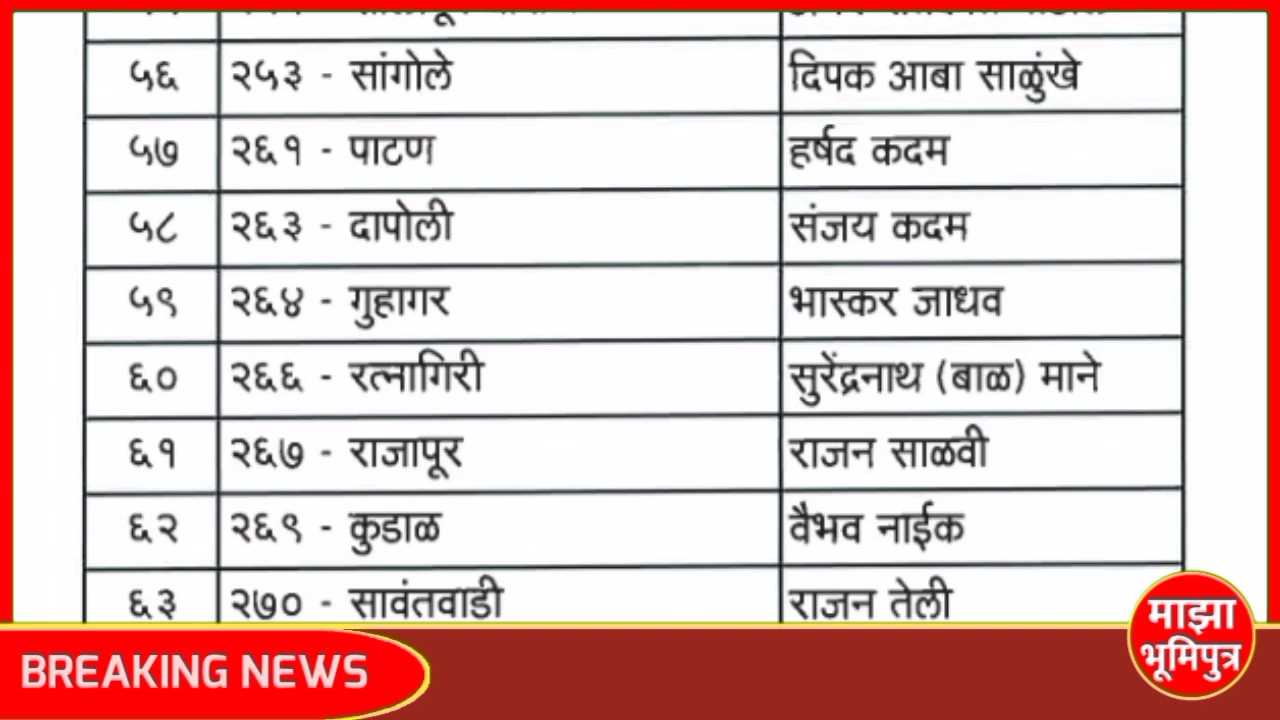 ५६ २५३ - सांगोले दिपक आबा साळुंखे
५७ २६१ - पाटण हर्षद कदम
५८ २६३ - दापोली संजय कदम
५९ २६४ - गुहागर भास्कर जाधव
६० २६६ - रत्नागिरी सुरेंद्रनाथ (बाळ) माने
६१ २६७ - राजापूर राजन साळवी
६२ २६९ - कुडाळ वैभव नाईक
६३ २७० - सावंतवाडी राजन तेली
माझा
भूमिपुत्र
BREAKING NEWS